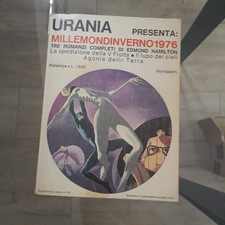 URANIA PRESENTA:
MILLEMONDINVERNO1976
TRE ROMANZI COMPLETI DI EDMOND HAMILTON
La spedizione della V Flotta • Il lupo dei cieli
Agonia della Terra
Mondadori